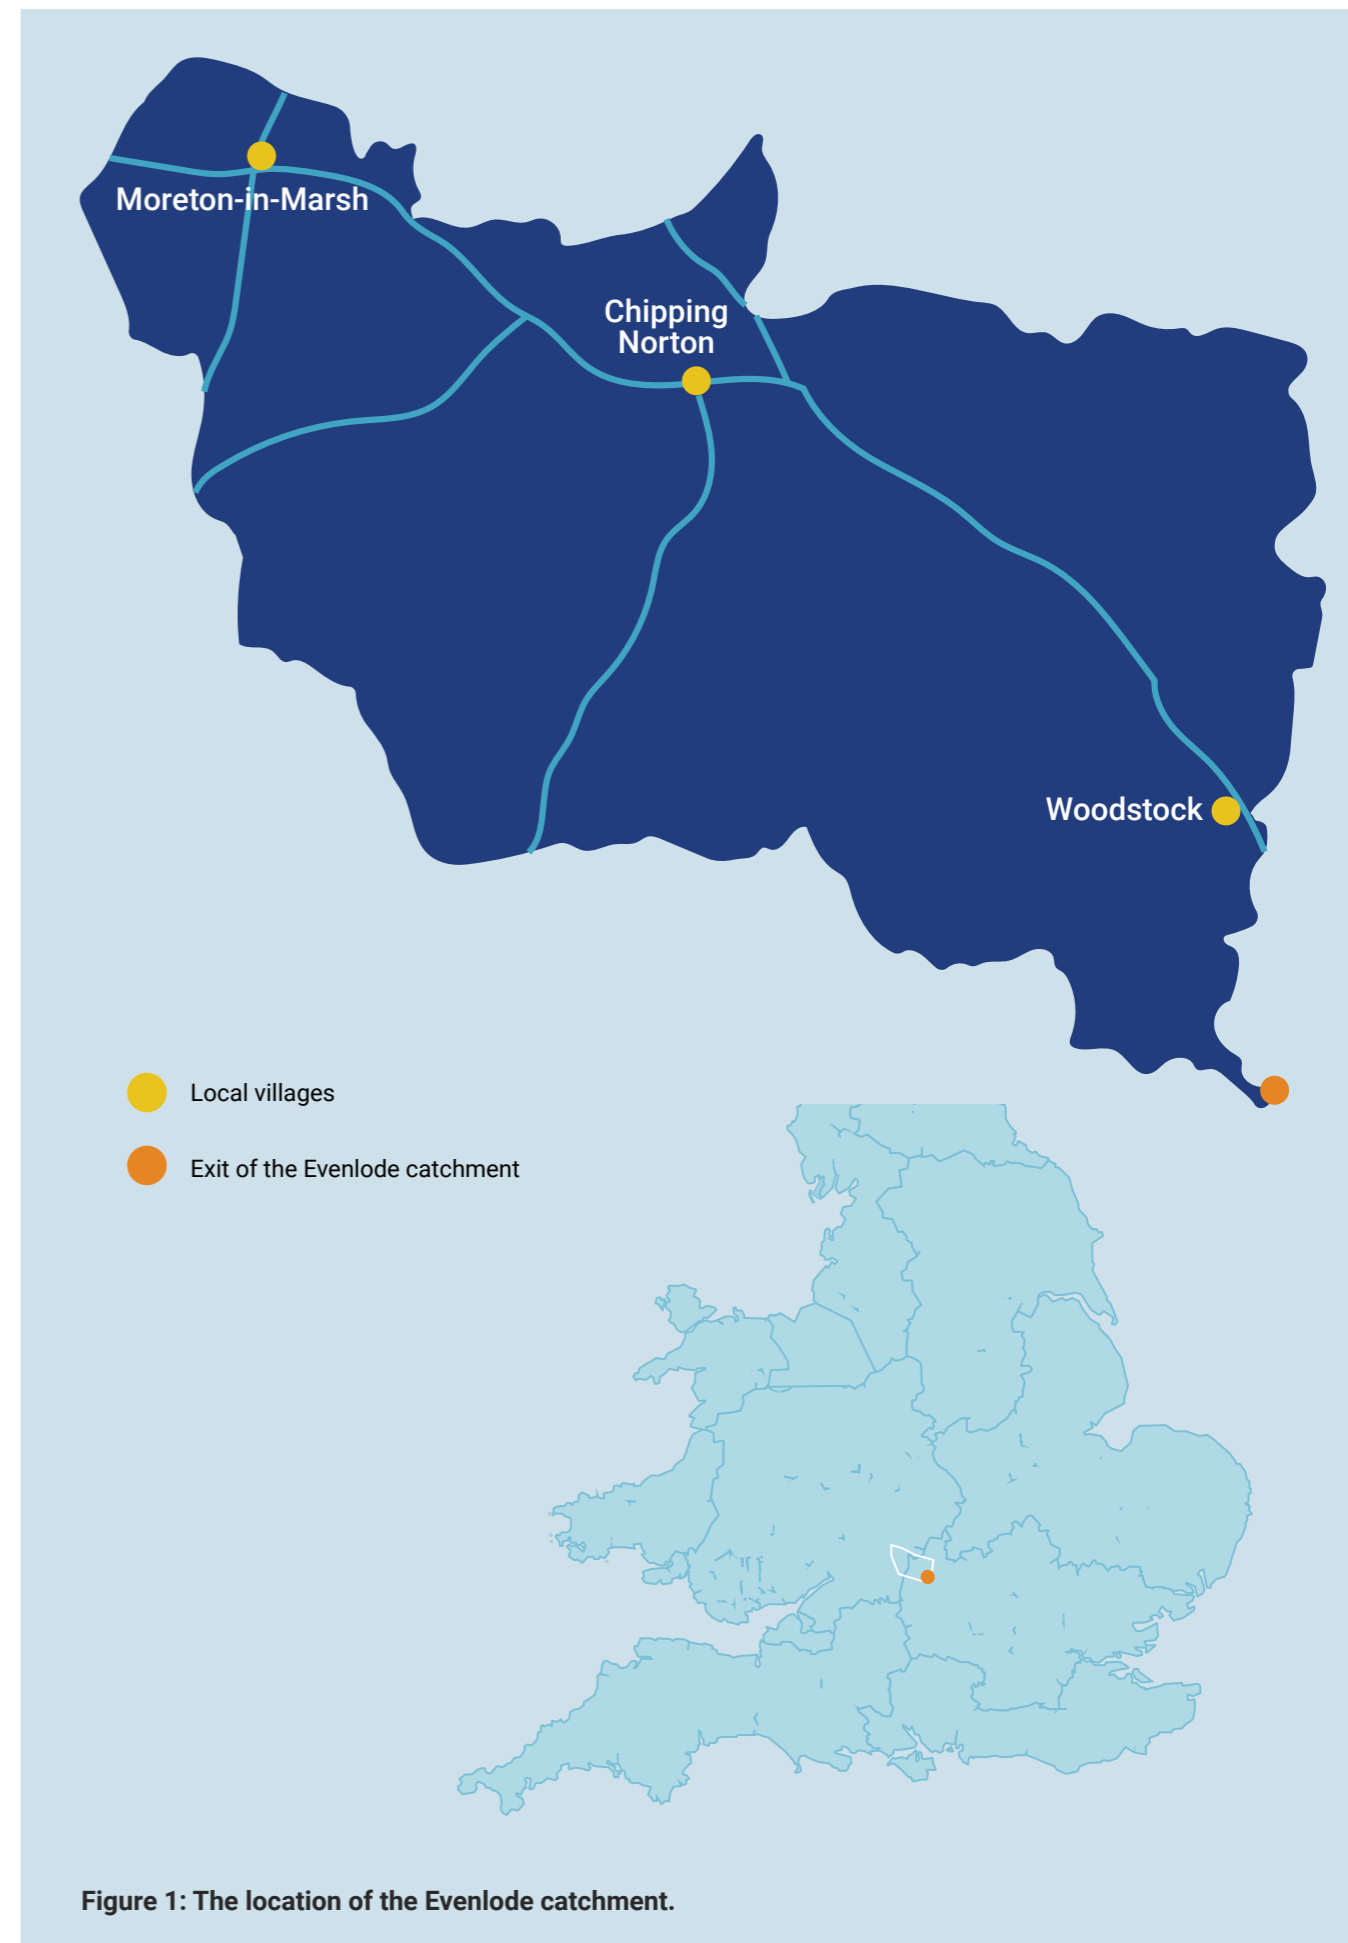 Moreton-in-Marsh
Chipping
Norton
Woodstock
Local villages
Exit of the Evenlode catchment
Figure 1: The location of the Evenlode catchment.